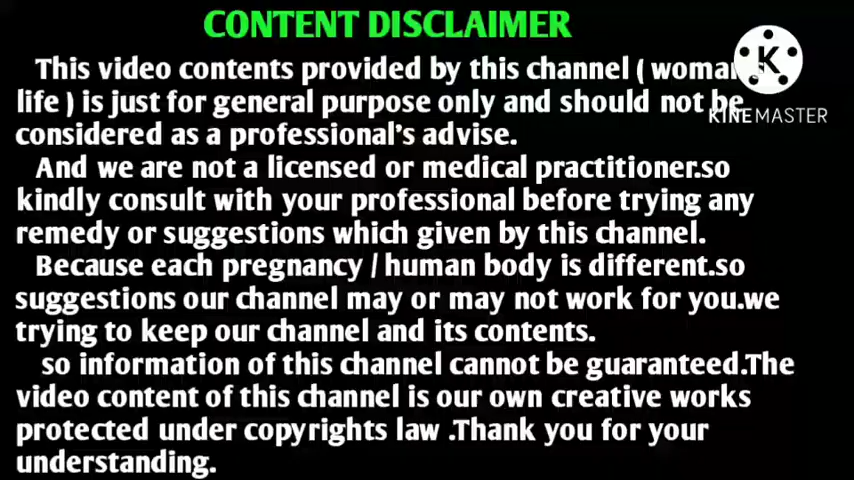 CONTENT DISCLAIMER
This video contents provided by this channel ( woman
life ) is just for general purpose only and should not be
considered as a professional's advise.
And we are not a licensed or medical practitioner.so
kindly consult with your professional before trying any
remedy or suggestions which given by this channel.
Because each pregnancy / human body is different.so
suggestions our channel may or may not work for you.we
trying to keep our channel and its contents.
so information of this channel cannot be guaranteed.The
video content of this channel is our own creative works
protected under copyrights law .Thank you for your
understanding.
K
KINEMASTER